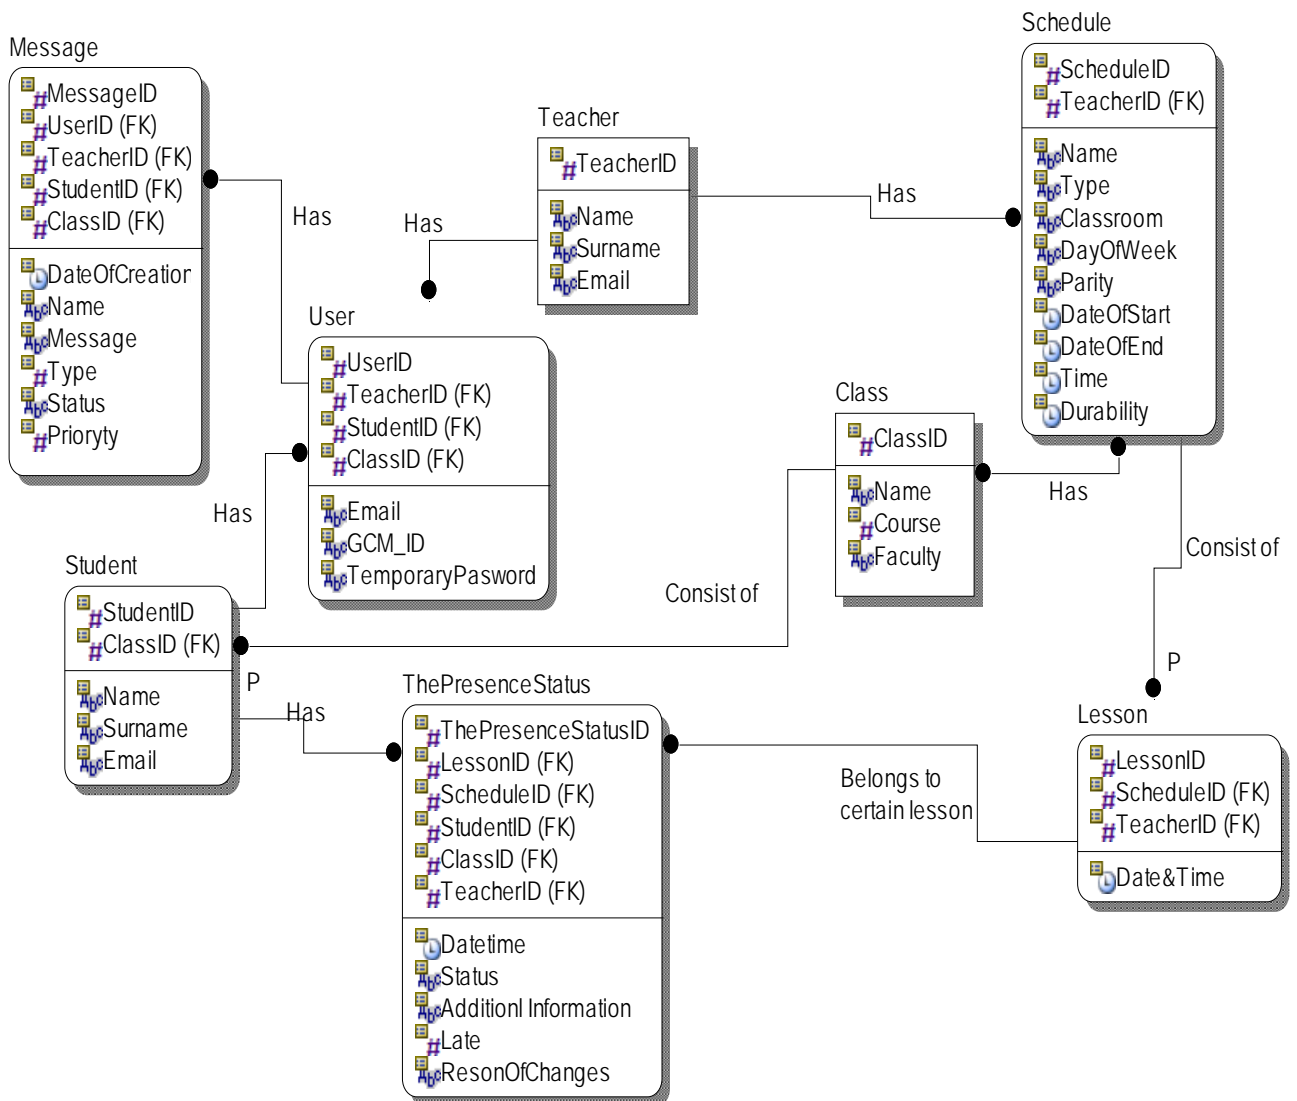 Message
#MessageID
#UserID (FK)
#TeacherID (FK)
#StudentID (FK)
#ClassID (FK)
DateOfCreation
Name
Message
#Type
Status
#Prioryty
Has
Teacher
#TeacherID
Name
Surname
Email
Has
Has
Schedule
#ScheduleID
#TeacherID (FK)
Name
Type
Classroom
DayOfWeek
Parity
DateOfStart
DateOfEnd
Time
Durability
User
#UserID
#TeacherID (FK)
#StudentID (FK)
#ClassID (FK)
Email
GCM_ID
TemporaryPasword
Has
Class
#ClassID
Name
#Course
Faculty
Has
Consist of
Consist of
P
Student
#StudentID
#ClassID (FK)
Name
Surname
Email
P
Has
ThePresenceStatus
#ThePresenceStatusID
#LessonID (FK)
#ScheduleID (FK)
#StudentID (FK)
#ClassID (FK)
#TeacherID (FK)
Datetime
Status
Additionl Information
#Late
ResonOfChanges
Belongs to
certain lesson
Lesson
#LessonID
#ScheduleID (FK)
#TeacherID (FK)
Date&Time